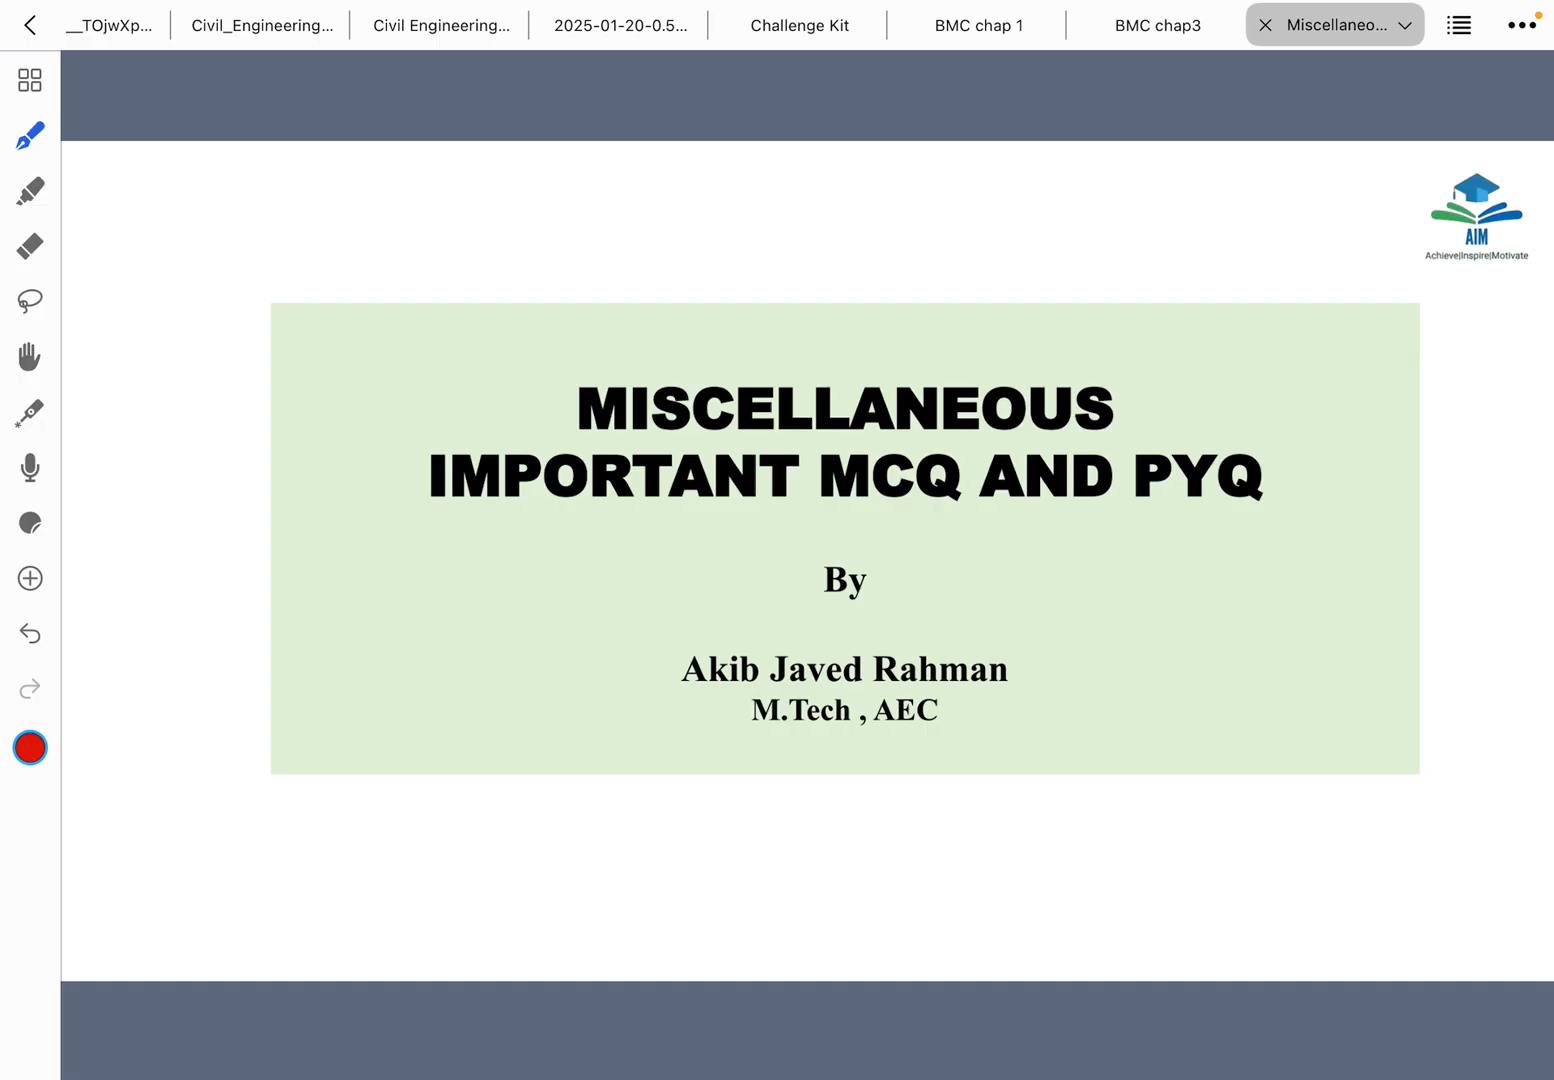 __TOjwXp...
Civil_Engineering...
Civil Engineering...
2025-01-20-0.5...
Challenge Kit
BMC chap 1
BMC chap3
Miscellaneo...
AIM
Achieve|Inspire|Motivate
MISCELLANEOUS
IMPORTANT MCQ AND PYQ
By
Akib Javed Rahman
M.Tech , AEC